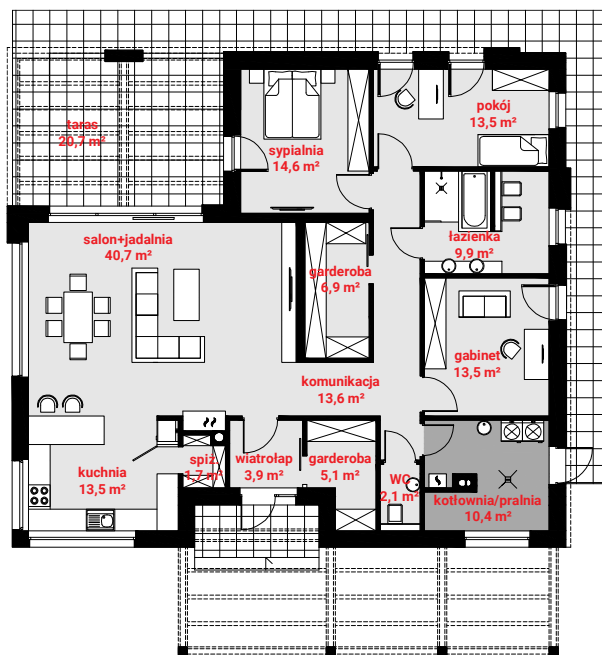 taras
20,7 m²
sypialnia
14,6 m²
pokój
13,5 m²
salon+jadalnia
40,7 m²
garderoba
6,9 m²
łazienka
9,9 m²
gabinet
13,5 m²
komunikacja
13,6 m²
kuchnia
13,5 m²
spiż.
1,7 m²
wiatrołap
3,9 m²
garderoba
5,1 m²
WC
2,1 m²
kotłownia/pralnia
10,4 m²